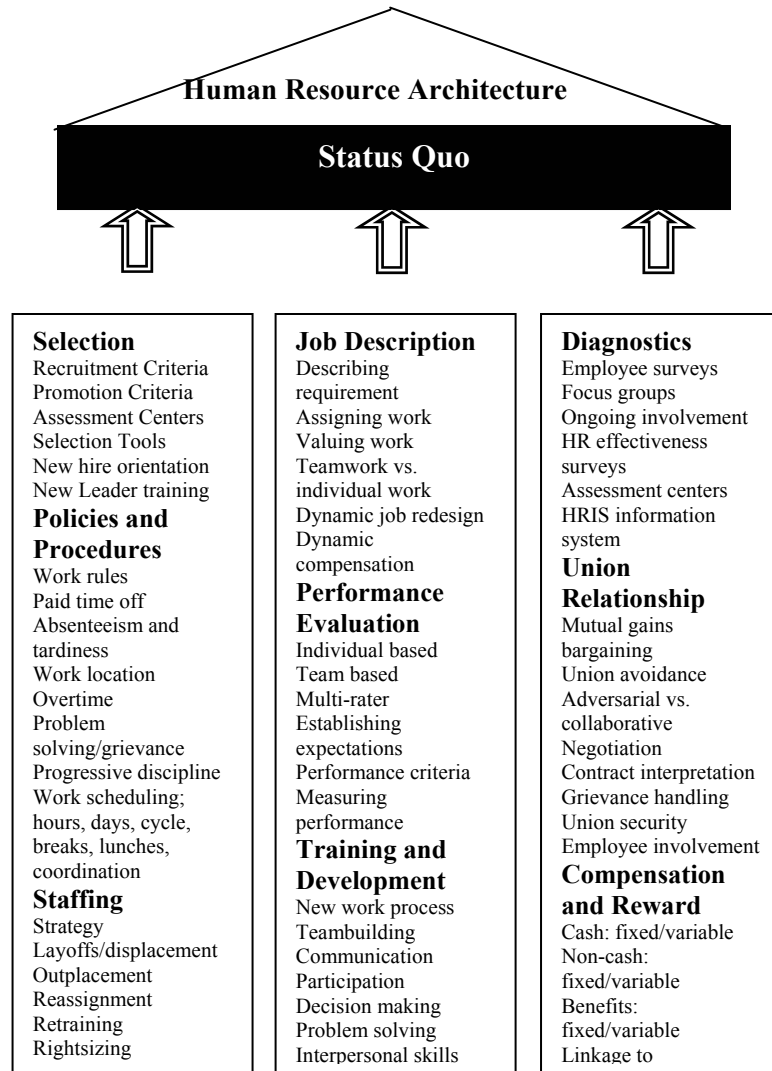 Human Resource Architecture
Status Quo
Selection
Recruitment Criteria
Promotion Criteria
Assessment Centers
Selection Tools
New hire orientation
New Leader training
Policies and
Procedures
Work rules
Paid time off
Absenteeism and
tardiness
Work location
Overtime
Problem
solving/grievance
Progressive discipline
Work scheduling;
hours, days, cycle,
breaks, lunches,
coordination
Staffing
Strategy
Layoffs/displacement
Outplacement
Reassignment
Retraining
Rightsizing
Job Description
Describing
requirement
Assigning work
Valuing work
Teamwork vs.
individual work
Dynamic job redesign
Dynamic
compensation
Performance
Evaluation
Individual based
Team based
Multi-rater
Establishing
expectations
Performance criteria
Measuring
performance
Training and
Development
New work process
Teambuilding
Communication
Participation
Decision making
Problem solving
Interpersonal skills
Diagnostics
Employee surveys
Focus groups
Ongoing involvement
HR effectiveness
surveys
Assessment centers
HRIS information
system
Union
Relationship
Mutual gains
bargaining
Union avoidance
Adversarial vs.
collaborative
Negotiation
Contract interpretation
Grievance handling
Union security
Employee involvement
Compensation
and Reward
Cash: fixed/variable
Non-cash:
fixed/variable
Benefits:
fixed/variable
Linkage to